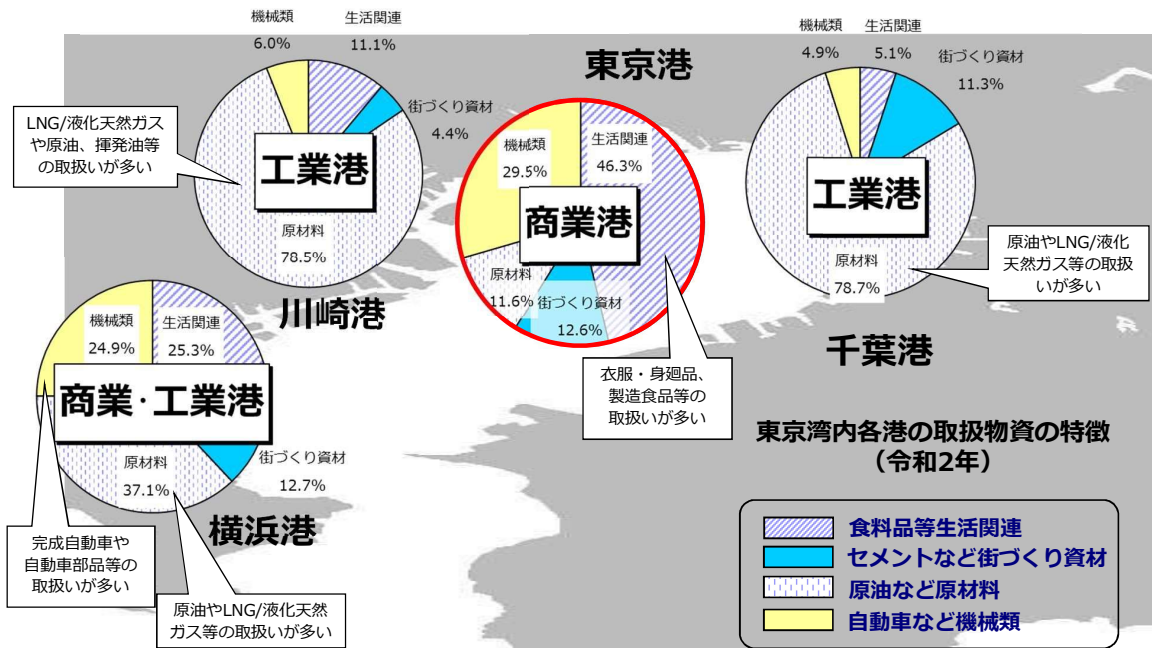 機械類
6.0%
生活関連
11.1%
街づくり資材
4.4%
LNG/液化天然ガス
や原油、揮発油等
の取扱いが多い
工業港
原材料
78.5%
川崎港
東京港
機械類
29.5%
生活関連
46.3%
商業港
原材料
11.6%
街づくり資材
12.6%
衣服・身廻品、
製造食品等の
取扱いが多い
機械類
4.9%
生活関連
5.1%
街づくり資材
11.3%
工業港
原材料
78.7%
原油やLNG/液化
天然ガス等の取扱
いが多い
千葉港
機械類
24.9%
生活関連
25.3%
商業・工業港
原材料
37.1%
街づくり資材
12.7%
横浜港
完成自動車や
自動車部品等の
取扱いが多い
原油やLNG/液化天然
ガス等の取扱いが多い
東京湾内各港の取扱物資の特徴
（令和2年）
食料品等生活関連
セメントなど街づくり資材
原油など原材料
自動車など機械類